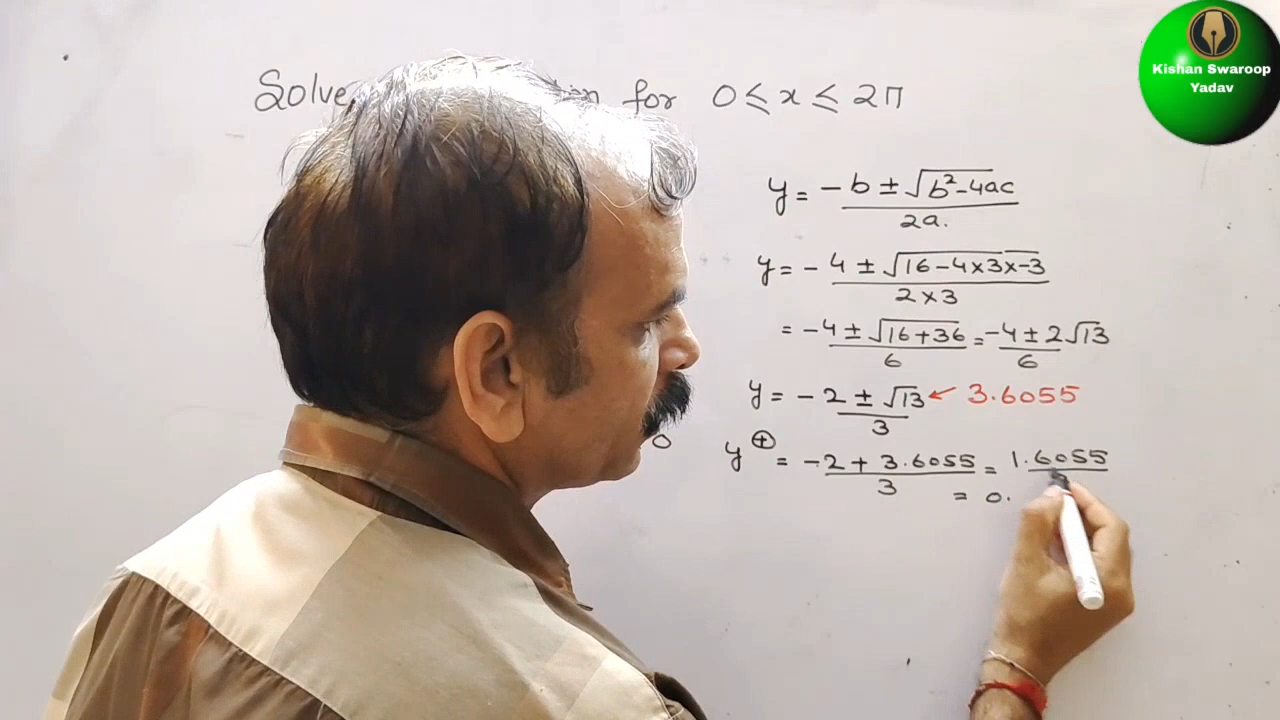 Solve for 0 ≤ x ≤ 2π
y = -b ± √b²-4ac / 2a.
y = -4 ± √16-4×3×-3 / 2×3
= -4 ± √16+36 / 6 = -4 ± 2√13 / 6
y = -2 ± √13 / 3 ← 3.6055
0
y⊕ = -2 + 3.6055 / 3 = 1.6055
= 0.
Kishan Swaroop
Yadav